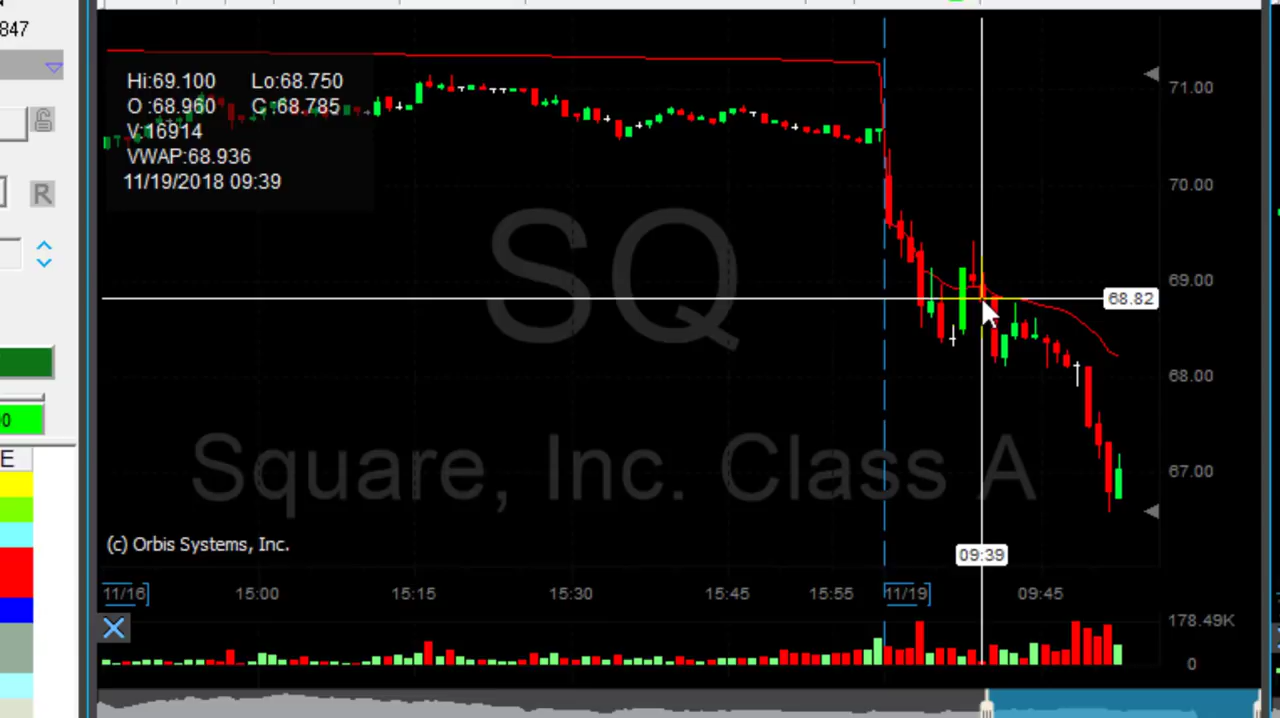 847
Hi:69.100 Lo:68.750
O :68.960 C :68.785
V:16914
VWAP:68.936
11/19/2018 09:39
71.00
70.00
69.00
68.82
68.00
67.00
SQ
Square, Inc. Class A
R
0
E
(c) Orbis Systems, Inc.
09:39
11/16 15:00 15:15 15:30 15:45 15:55 11/19 09:45
178.49K
0